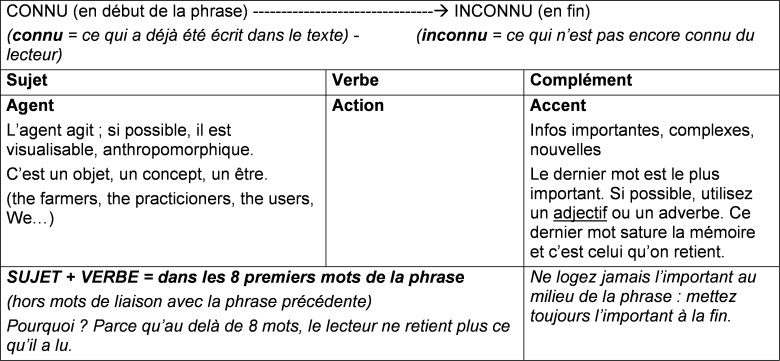 CONNU (en début de la phrase) ---------------------------------→ INCONNU (en fin)
(connu = ce qui a déjà été écrit dans le texte) - (inconnu = ce qui n'est pas encore connu du
lecteur)
Sujet Verbe Complément
Agent Action Accent
L'agent agit ; si possible, il est
visualisable, anthropomorphique.
C'est un objet, un concept, un être.
(the farmers, the practicioners, the users,
We…)
Infos importantes, complexes,
nouvelles
Le dernier mot est le plus
important. Si possible, utilisez
un adjectif ou un adverbe. Ce
dernier mot sature la mémoire
et c'est celui qu'on retient.
SUJET + VERBE = dans les 8 premiers mots de la phrase
(hors mots de liaison avec la phrase précédente)
Pourquoi ? Parce qu'au delà de 8 mots, le lecteur ne retient plus ce
qu'il a lu.
Ne logez jamais l'important au
milieu de la phrase : mettez
toujours l'important à la fin.